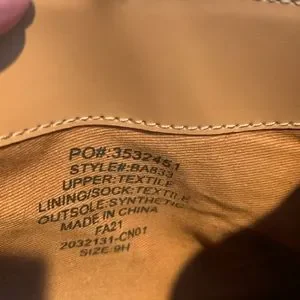 PO#:3532451
STYLE#:BA833
UPPER:TEXTILE
LINING/SOCK:TEXTILE
OUTSOLE:SYNTHETIC
MADE IN CHINA
FA21
2032131-CN01
SIZE:9H